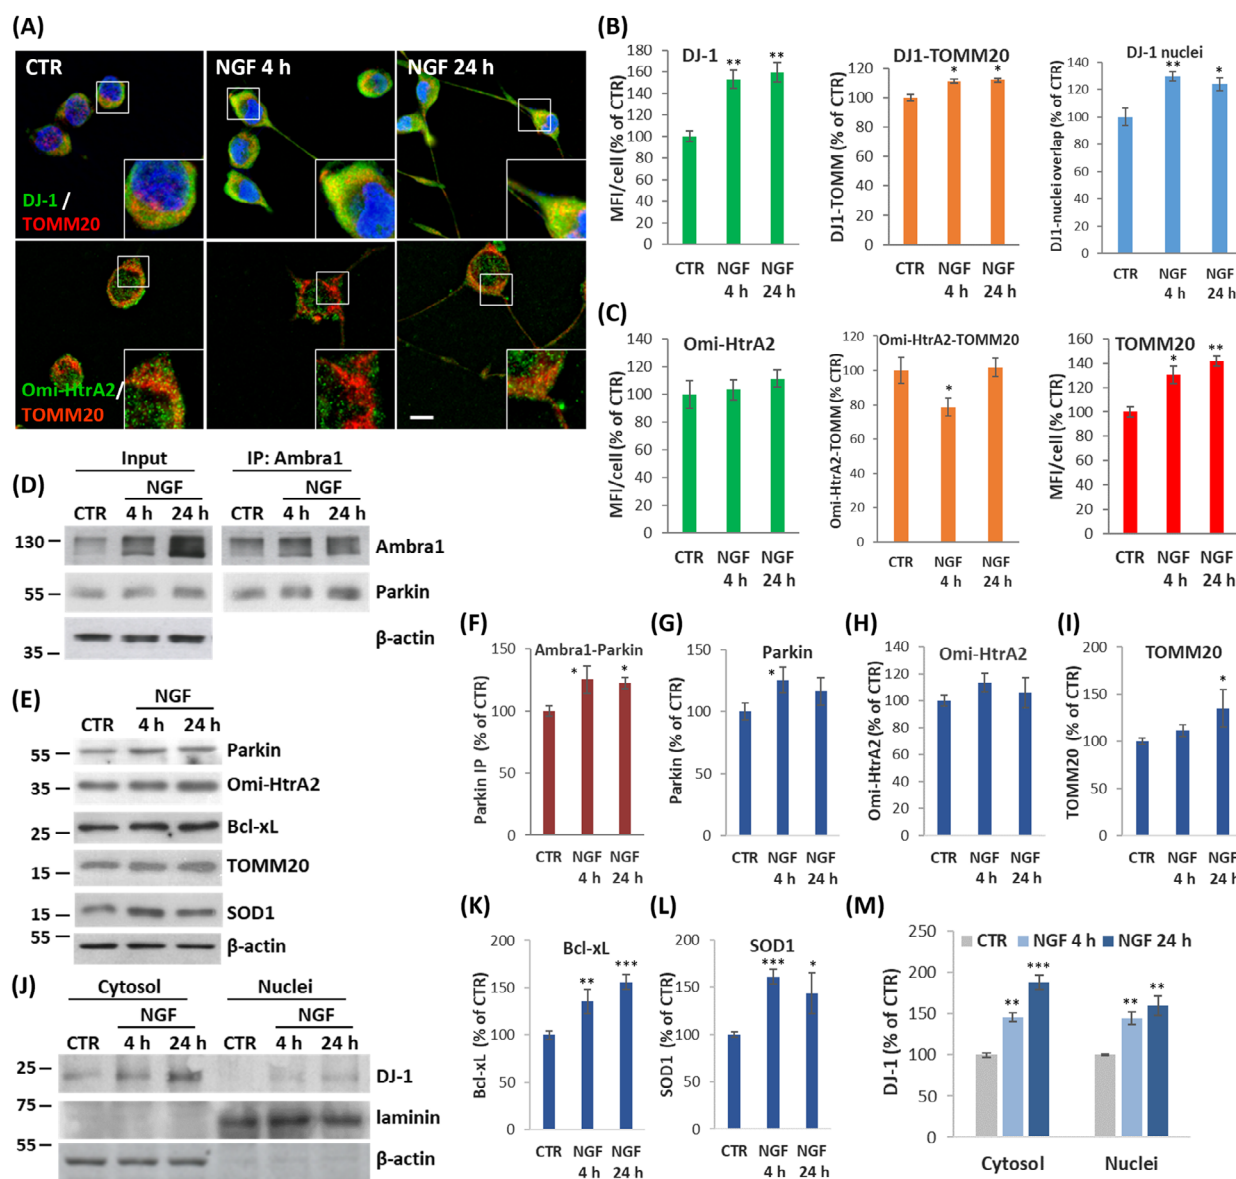 (A)
CTR
NGF 4 h
NGF 24 h
DJ-1 /
TOMM20
Omi-HtrA2/
TOMM20
(B)
DJ-1
MFI/cell (% of CTR)
180
160
140
120
100
80
60
40
20
0
** **
CTR NGF NGF
4 h 24 h
DJ1-TOMM20
DJ1-TOMM (% of CTR)
140
120
100
80
60
40
20
0
* *
CTR NGF NGF
4 h 24 h
DJ-1 nuclei
DJ1-nuclei overlap (% of CTR)
140
120
100
80
60
40
20
0
** *
CTR NGF NGF
4 h 24 h
(C)
Omi-HtrA2
MFI/cell (% of CTR)
140
120
100
80
60
40
20
0
CTR NGF NGF
4 h 24 h
Omi-HtrA2-TOMM20
Omi-HtrA2-TOMM (% CTR)
120
100
80
60
40
20
0
*
CTR NGF NGF
4 h 24 h
TOMM20
MFI/cell (% CTR)
160
140
120
100
80
60
40
20
0
* **
CTR NGF NGF
4 h 24 h
(D)
Input IP: Ambra1
NGF NGF
CTR 4 h 24 h CTR 4 h 24 h
130 Ambra1
55 Parkin
β-actin
35
(E)
NGF
CTR 4 h 24 h
55 Parkin
35 Omi-HtrA2
25 Bcl-xL
15 TOMM20
15 SOD1
55 β-actin
(F)
Ambra1-Parkin
Parkin IP (% of CTR)
150
100
50
0
* *
CTR NGF NGF
4 h 24 h
(G)
Parkin
Parkin (% of CTR)
150
100
50
0
*
CTR NGF NGF
4 h 24 h
(H)
Omi-HtrA2
Omi-HtrA2 (% of CTR)
140
120
100
80
60
40
20
0
CTR NGF NGF
4 h 24 h
(I)
TOMM20
TOMM20 (% of CTR)
200
150
100
50
0
*
CTR NGF NGF
4 h 24 h
(J)
Cytosol Nuclei
NGF NGF
CTR 4 h 24 h CTR 4 h 24 h
25 DJ-1
75 laminin
55 β-actin
(K)
Bcl-xL
Bcl-xL (% of CTR)
200
150
100
50
0
** ***
CTR NGF NGF
4 h 24 h
(L)
SOD1
SOD1 (% of CTR)
200
150
100
50
0
*** *
CTR NGF NGF
4 h 24 h
(M)
CTR NGF 4 h NGF 24 h
DJ-1 (% of CTR)
250
200
150
100
50
0
** *** ** **
Cytosol Nuclei